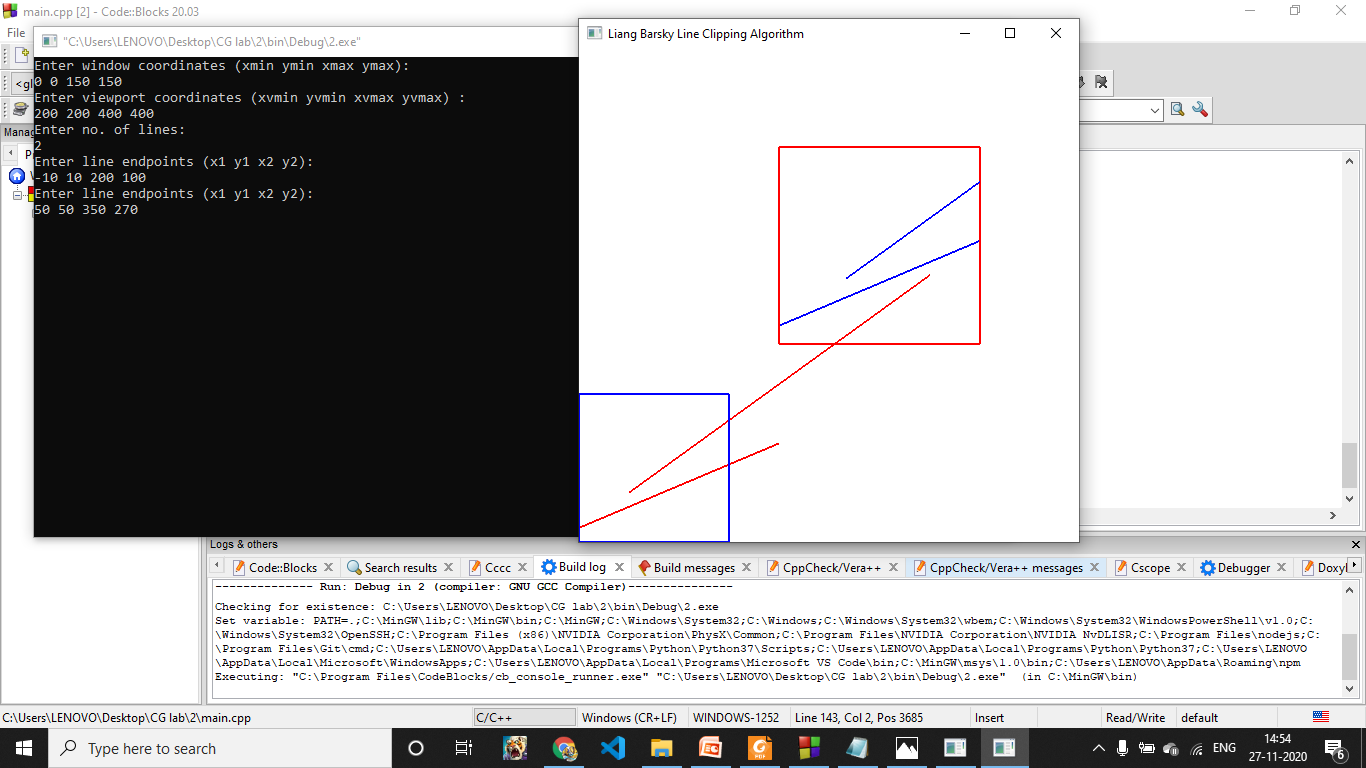 main.cpp [2] - Code::Blocks 20.03
File
"C:\Users\LENOVO\Desktop\CG lab\2\bin\Debug\2.exe"
Enter window coordinates (xmin ymin xmax ymax):
0 0 150 150
Enter viewport coordinates (xvmin yvmin xvmax yvmax) :
200 200 400 400
Enter no. of lines:
2
Enter line endpoints (x1 y1 x2 y2):
-10 10 200 100
Enter line endpoints (x1 y1 x2 y2):
50 50 350 270
Liang Barsky Line Clipping Algorithm
<gl
Manag
P
Logs & others
Code::Blocks
Search results
Cccc
Build log
Build messages
CppCheck/Vera++
CppCheck/Vera++ messages
Cscope
Debugger
Doxyl
-------------- Run: Debug in 2 (compiler: GNU GCC Compiler)---------------
Checking for existence: C:\Users\LENOVO\Desktop\CG lab\2\bin\Debug\2.exe
Set variable: PATH=.;C:\MinGW\lib;C:\MinGW\bin;C:\MinGW;C:\Windows\System32;C:\Windows;C:\Windows\System32\wbem;C:\Windows\System32\WindowsPowerShell\v1.0;C:
\Windows\System32\OpenSSH;C:\Program Files (x86)\NVIDIA Corporation\PhysX\Common;C:\Program Files\NVIDIA Corporation\NVIDIA NvDLISR;C:\Program Files\nodejs;C:
\Program Files\Git\cmd;C:\Users\LENOVO\AppData\Local\Programs\Python\Python37\Scripts;C:\Users\LENOVO\AppData\Local\Programs\Python\Python37;C:\Users\LENOVO
\AppData\Local\Microsoft\WindowsApps;C:\Users\LENOVO\AppData\Local\Programs\Microsoft VS Code\bin;C:\MinGW\msys\1.0\bin;C:\Users\LENOVO\AppData\Roaming\npm
Executing: "C:\Program Files\CodeBlocks/cb_console_runner.exe" "C:\Users\LENOVO\Desktop\CG lab\2\bin\Debug\2.exe"  (in C:\MinGW\bin)
C:\Users\LENOVO\Desktop\CG lab\2\main.cpp
C/C++
Windows (CR+LF)
WINDOWS-1252
Line 143, Col 2, Pos 3685
Insert
Read/Write
default
Type here to search
ENG
14:54
27-11-2020
6